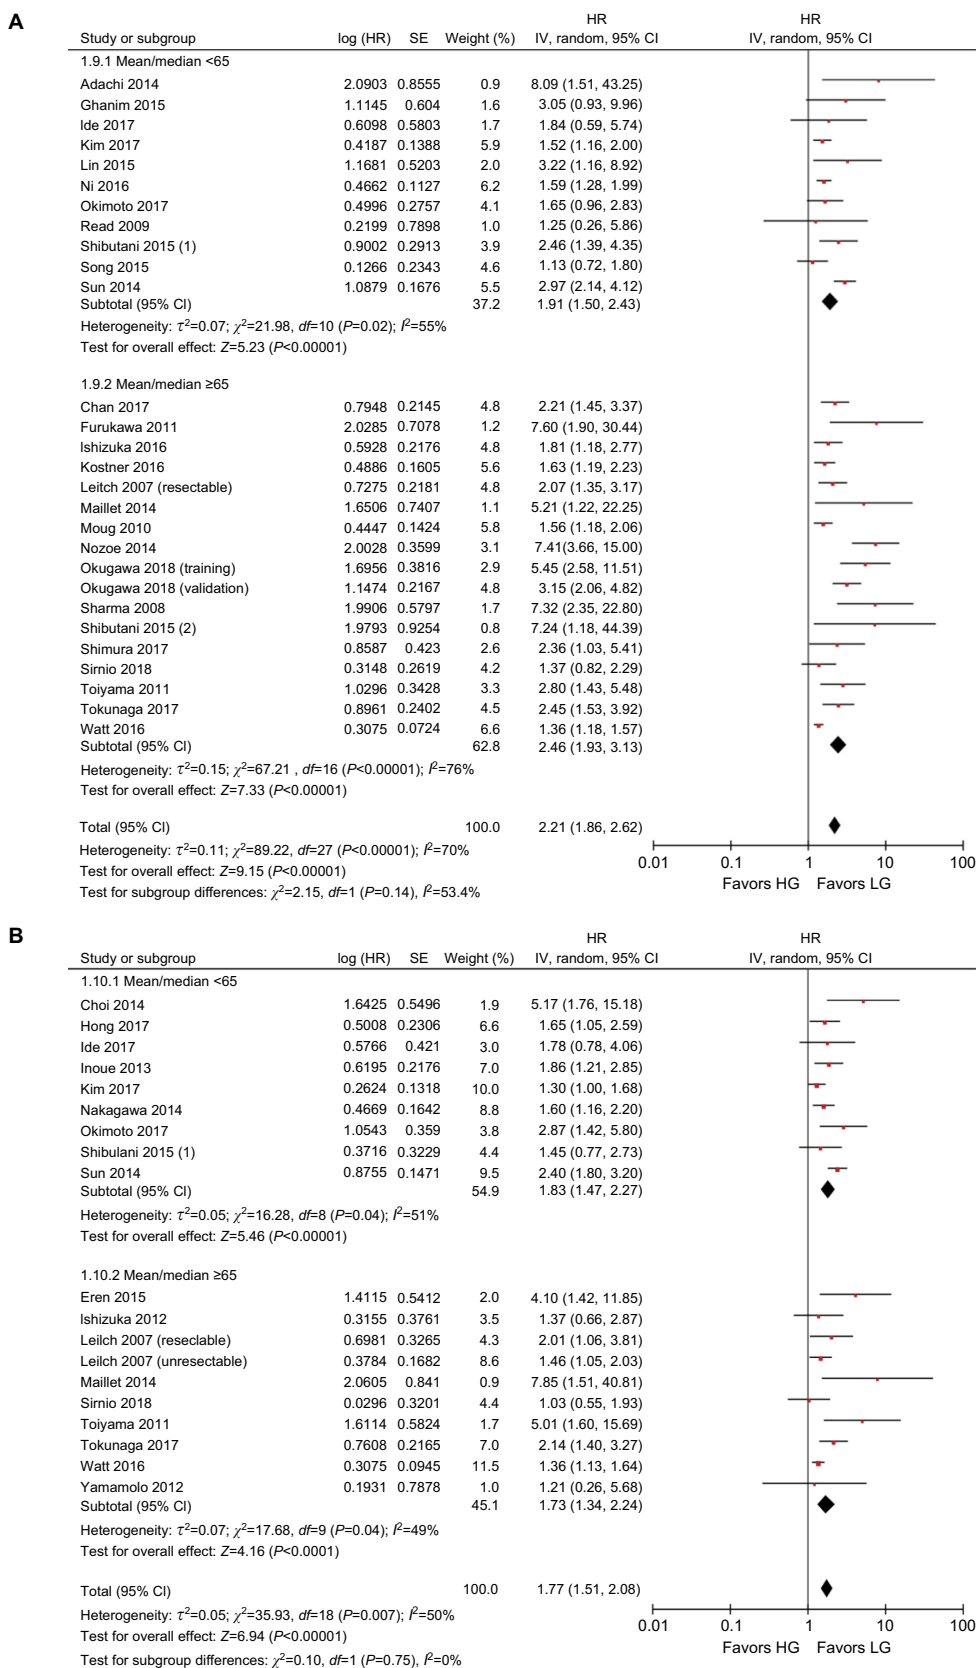 A
HR HR
Study or subgroup log (HR) SE Weight (%) IV, random, 95% CI IV, random, 95% CI
1.9.1 Mean/median <65
Adachi 2014 2.0903 0.8555 0.9 8.09 (1.51, 43.25)
Ghanim 2015 1.1145 0.604 1.6 3.05 (0.93, 9.96)
Ide 2017 0.6098 0.5803 1.7 1.84 (0.59, 5.74)
Kim 2017 0.4187 0.1388 5.9 1.52 (1.16, 2.00)
Lin 2015 1.1681 0.5203 2.0 3.22 (1.16, 8.92)
Ni 2016 0.4662 0.1127 6.2 1.59 (1.28, 1.99)
Okimoto 2017 0.4996 0.2757 4.1 1.65 (0.96, 2.83)
Read 2009 0.2199 0.7898 1.0 1.25 (0.26, 5.86)
Shibutani 2015 (1) 0.9002 0.2913 3.9 2.46 (1.39, 4.35)
Song 2015 0.1266 0.2343 4.6 1.13 (0.72, 1.80)
Sun 2014 1.0879 0.1676 5.5 2.97 (2.14, 4.12)
Subtotal (95% CI) 37.2 1.91 (1.50, 2.43)
Heterogeneity: τ²=0.07; χ²=21.98, df=10 (P=0.02); I²=55%
Test for overall effect: Z=5.23 (P<0.00001)
1.9.2 Mean/median ≥65
Chan 2017 0.7948 0.2145 4.8 2.21 (1.45, 3.37)
Furukawa 2011 2.0285 0.7078 1.2 7.60 (1.90, 30.44)
Ishizuka 2016 0.5928 0.2176 4.8 1.81 (1.18, 2.77)
Kostner 2016 0.4886 0.1605 5.6 1.63 (1.19, 2.23)
Leitch 2007 (resectable) 0.7275 0.2181 4.8 2.07 (1.35, 3.17)
Maillet 2014 1.6506 0.7407 1.1 5.21 (1.22, 22.25)
Moug 2010 0.4447 0.1424 5.8 1.56 (1.18, 2.06)
Nozoe 2014 2.0028 0.3599 3.1 7.41(3.66, 15.00)
Okugawa 2018 (training) 1.6956 0.3816 2.9 5.45 (2.58, 11.51)
Okugawa 2018 (validation) 1.1474 0.2167 4.8 3.15 (2.06, 4.82)
Sharma 2008 1.9906 0.5797 1.7 7.32 (2.35, 22.80)
Shibutani 2015 (2) 1.9793 0.9254 0.8 7.24 (1.18, 44.39)
Shimura 2017 0.8587 0.423 2.6 2.36 (1.03, 5.41)
Sirnio 2018 0.3148 0.2619 4.2 1.37 (0.82, 2.29)
Toiyama 2011 1.0296 0.3428 3.3 2.80 (1.43, 5.48)
Tokunaga 2017 0.8961 0.2402 4.5 2.45 (1.53, 3.92)
Watt 2016 0.3075 0.0724 6.6 1.36 (1.18, 1.57)
Subtotal (95% CI) 62.8 2.46 (1.93, 3.13)
Heterogeneity: τ²=0.15; χ²=67.21 , df=16 (P<0.00001); I²=76%
Test for overall effect: Z=7.33 (P<0.00001)
Total (95% CI) 100.0 2.21 (1.86, 2.62)
Heterogeneity: τ²=0.11; χ²=89.22, df=27 (P<0.00001); I²=70%
0.01 0.1 1 10 100
Test for overall effect: Z=9.15 (P<0.00001)
Favors HG Favors LG
Test for subgroup differences: χ²=2.15, df=1 (P=0.14), I²=53.4%
B
HR HR
Study or subgroup log (HR) SE Weight (%) IV, random, 95% CI IV, random, 95% CI
1.10.1 Mean/median <65
Choi 2014 1.6425 0.5496 1.9 5.17 (1.76, 15.18)
Hong 2017 0.5008 0.2306 6.6 1.65 (1.05, 2.59)
Ide 2017 0.5766 0.421 3.0 1.78 (0.78, 4.06)
Inoue 2013 0.6195 0.2176 7.0 1.86 (1.21, 2.85)
Kim 2017 0.2624 0.1318 10.0 1.30 (1.00, 1.68)
Nakagawa 2014 0.4669 0.1642 8.8 1.60 (1.16, 2.20)
Okimoto 2017 1.0543 0.359 3.8 2.87 (1.42, 5.80)
Shibulani 2015 (1) 0.3716 0.3229 4.4 1.45 (0.77, 2.73)
Sun 2014 0.8755 0.1471 9.5 2.40 (1.80, 3.20)
Subtotal (95% CI) 54.9 1.83 (1.47, 2.27)
Heterogeneity: τ²=0.05; χ²=16.28, df=8 (P=0.04); I²=51%
Test for overall effect: Z=5.46 (P<0.00001)
1.10.2 Mean/median ≥65
Eren 2015 1.4115 0.5412 2.0 4.10 (1.42, 11.85)
Ishizuka 2012 0.3155 0.3761 3.5 1.37 (0.66, 2.87)
Leilch 2007 (reseclable) 0.6981 0.3265 4.3 2.01 (1.06, 3.81)
Leilch 2007 (unresectable) 0.3784 0.1682 8.6 1.46 (1.05, 2.03)
Maillet 2014 2.0605 0.841 0.9 7.85 (1.51, 40.81)
Sirnio 2018 0.0296 0.3201 4.4 1.03 (0.55, 1.93)
Toiyama 2011 1.6114 0.5824 1.7 5.01 (1.60, 15.69)
Tokunaga 2017 0.7608 0.2165 7.0 2.14 (1.40, 3.27)
Watt 2016 0.3075 0.0945 11.5 1.36 (1.13, 1.64)
Yamamolo 2012 0.1931 0.7878 1.0 1.21 (0.26, 5.68)
Subtotal (95% CI) 45.1 1.73 (1.34, 2.24)
Heterogeneity: τ²=0.07; χ²=17.68, df=9 (P=0.04); I²=49%
Test for overall effect: Z=4.16 (P<0.0001)
Total (95% CI) 100.0 1.77 (1.51, 2.08)
Heterogeneity: τ²=0.05; χ²=35.93, df=18 (P=0.007); I²=50%
0.01 0.1 1 10 100
Test for overall effect: Z=6.94 (P<0.00001)
Favors HG Favors LG
Test for subgroup differences: χ²=0.10, df=1 (P=0.75), I²=0%